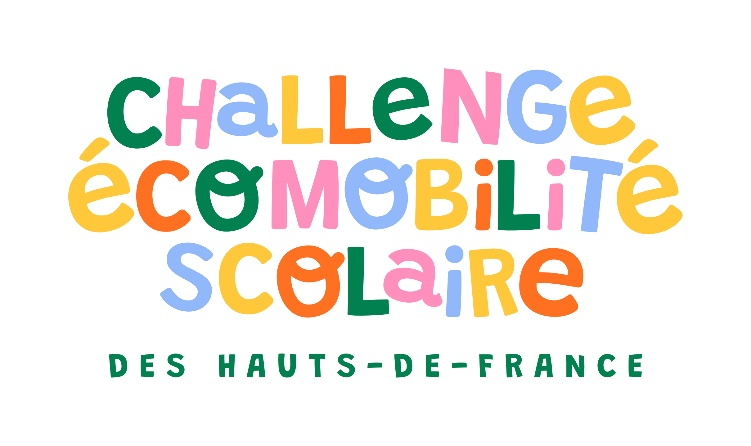 CHaLLeNGe
éCOMOBiLiTé
SCOLaiRe
DES HAUTS-DE-FRANCE